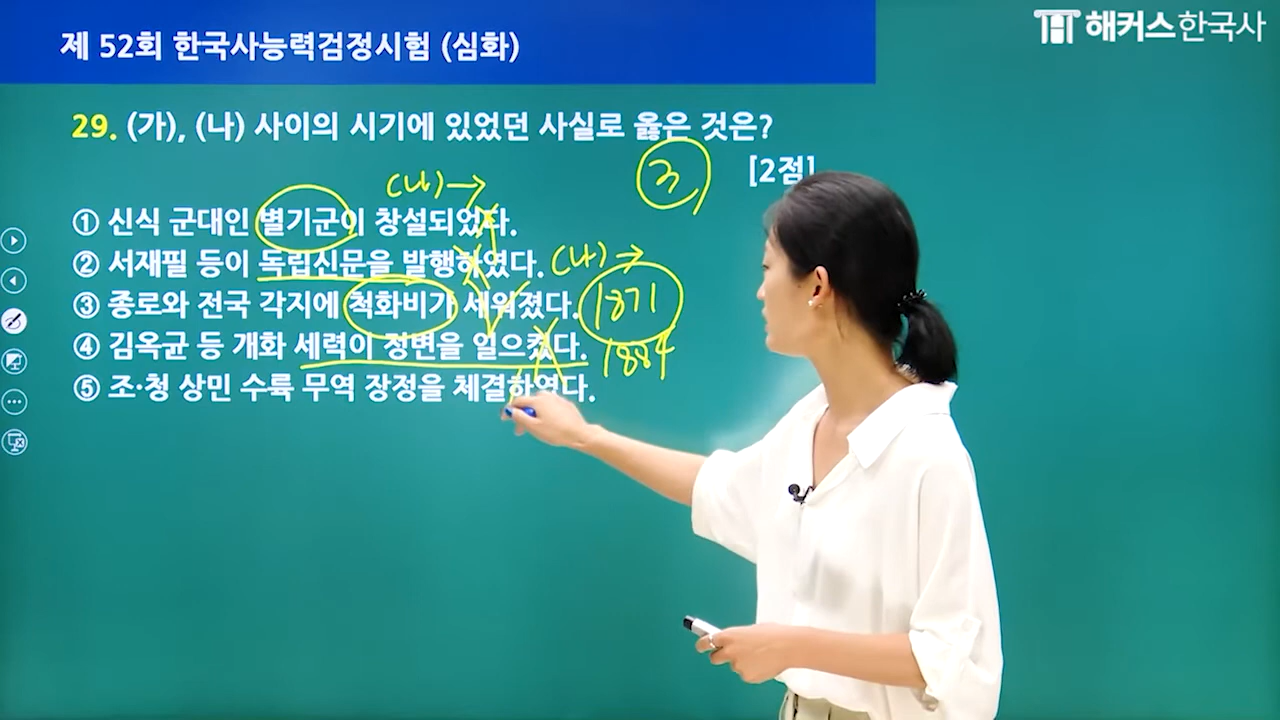 제 52회 한국사능력검정시험 (심화)
해커스한국사
29. (가), (나) 사이의 시기에 있었던 사실로 옳은 것은?
[2점]
3
(나)→
① 신식 군대인 별기군이 창설되었다.
② 서재필 등이 독립신문을 발행하였다. (나)→
③ 종로와 전국 각지에 척화비가 세워졌다. 1871
④ 김옥균 등 개화 세력이 정변을 일으켰다. 1884
⑤ 조·청 상민 수륙 무역 장정을 체결하였다.